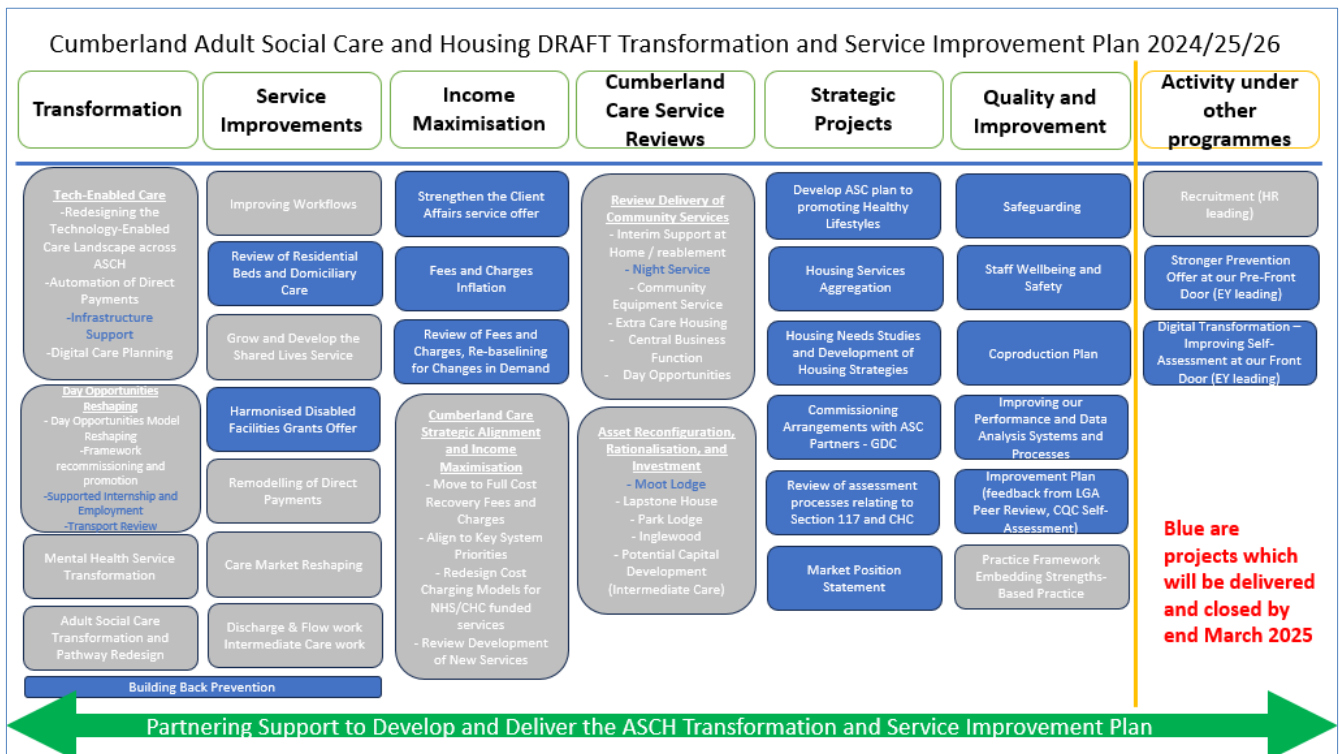 Cumberland Adult Social Care and Housing DRAFT Transformation and Service Improvement Plan 2024/25/26
Transformation
Service
Improvements
Income
Maximisation
Cumberland
Care Service
Reviews
Strategic
Projects
Quality and
Improvement
Activity under
other
programmes
Tech-Enabled Care
-Redesigning the
Technology-Enabled
Care Landscape across
ASCH
-Automation of Direct
Payments
-Infrastructure
Support
-Digital Care Planning
Day Opportunities
Reshaping
- Day Opportunities Model
Reshaping
-Framework
recommissioning and
promotion
-Supported Internship and
Employment
-Transport Review
Mental Health Service
Transformation
Adult Social Care
Transformation and
Pathway Redesign
Improving Workflows
Review of Residential
Beds and Domiciliary
Care
Grow and Develop the
Shared Lives Service
Harmonised Disabled
Facilities Grants Offer
Remodelling of Direct
Payments
Care Market Reshaping
Discharge & Flow work
Intermediate Care work
Building Back Prevention
Strengthen the Client
Affairs service offer
Fees and Charges
Inflation
Review of Fees and
Charges, Re-baselining
for Changes in Demand
Cumberland Care
Strategic Alignment
and Income
Maximisation
- Move to Full Cost
Recovery Fees and
Charges
- Align to Key System
Priorities
- Redesign Cost
Charging Models for
NHS/CHC funded
services
- Review Development
of New Services
Review Delivery of
Community Services
- Interim Support at
Home / reablement
- Night Service
- Community
Equipment Service
- Extra Care Housing
- Central Business
Function
- Day Opportunities
Asset Reconfiguration,
Rationalisation, and
Investment
- Moot Lodge
- Lapstone House
- Park Lodge
- Inglewood
- Potential Capital
Development
(Intermediate Care)
Develop ASC plan to
promoting Healthy
Lifestyles
Housing Services
Aggregation
Housing Needs Studies
and Development of
Housing Strategies
Commissioning
Arrangements with ASC
Partners - GDC
Review of assessment
processes relating to
Section 117 and CHC
Market Position
Statement
Safeguarding
Staff Wellbeing and
Safety
Coproduction Plan
Improving our
Performance and Data
Analysis Systems and
Processes
Improvement Plan
(feedback from LGA
Peer Review, CQC Self-
Assessment)
Practice Framework
Embedding Strengths-
Based Practice
Recruitment (HR
leading)
Stronger Prevention
Offer at our Pre-Front
Door (EY leading)
Digital Transformation –
Improving Self-
Assessment at our Front
Door (EY leading)
Blue are
projects which
will be delivered
and closed by
end March 2025
Partnering Support to Develop and Deliver the ASCH Transformation and Service Improvement Plan